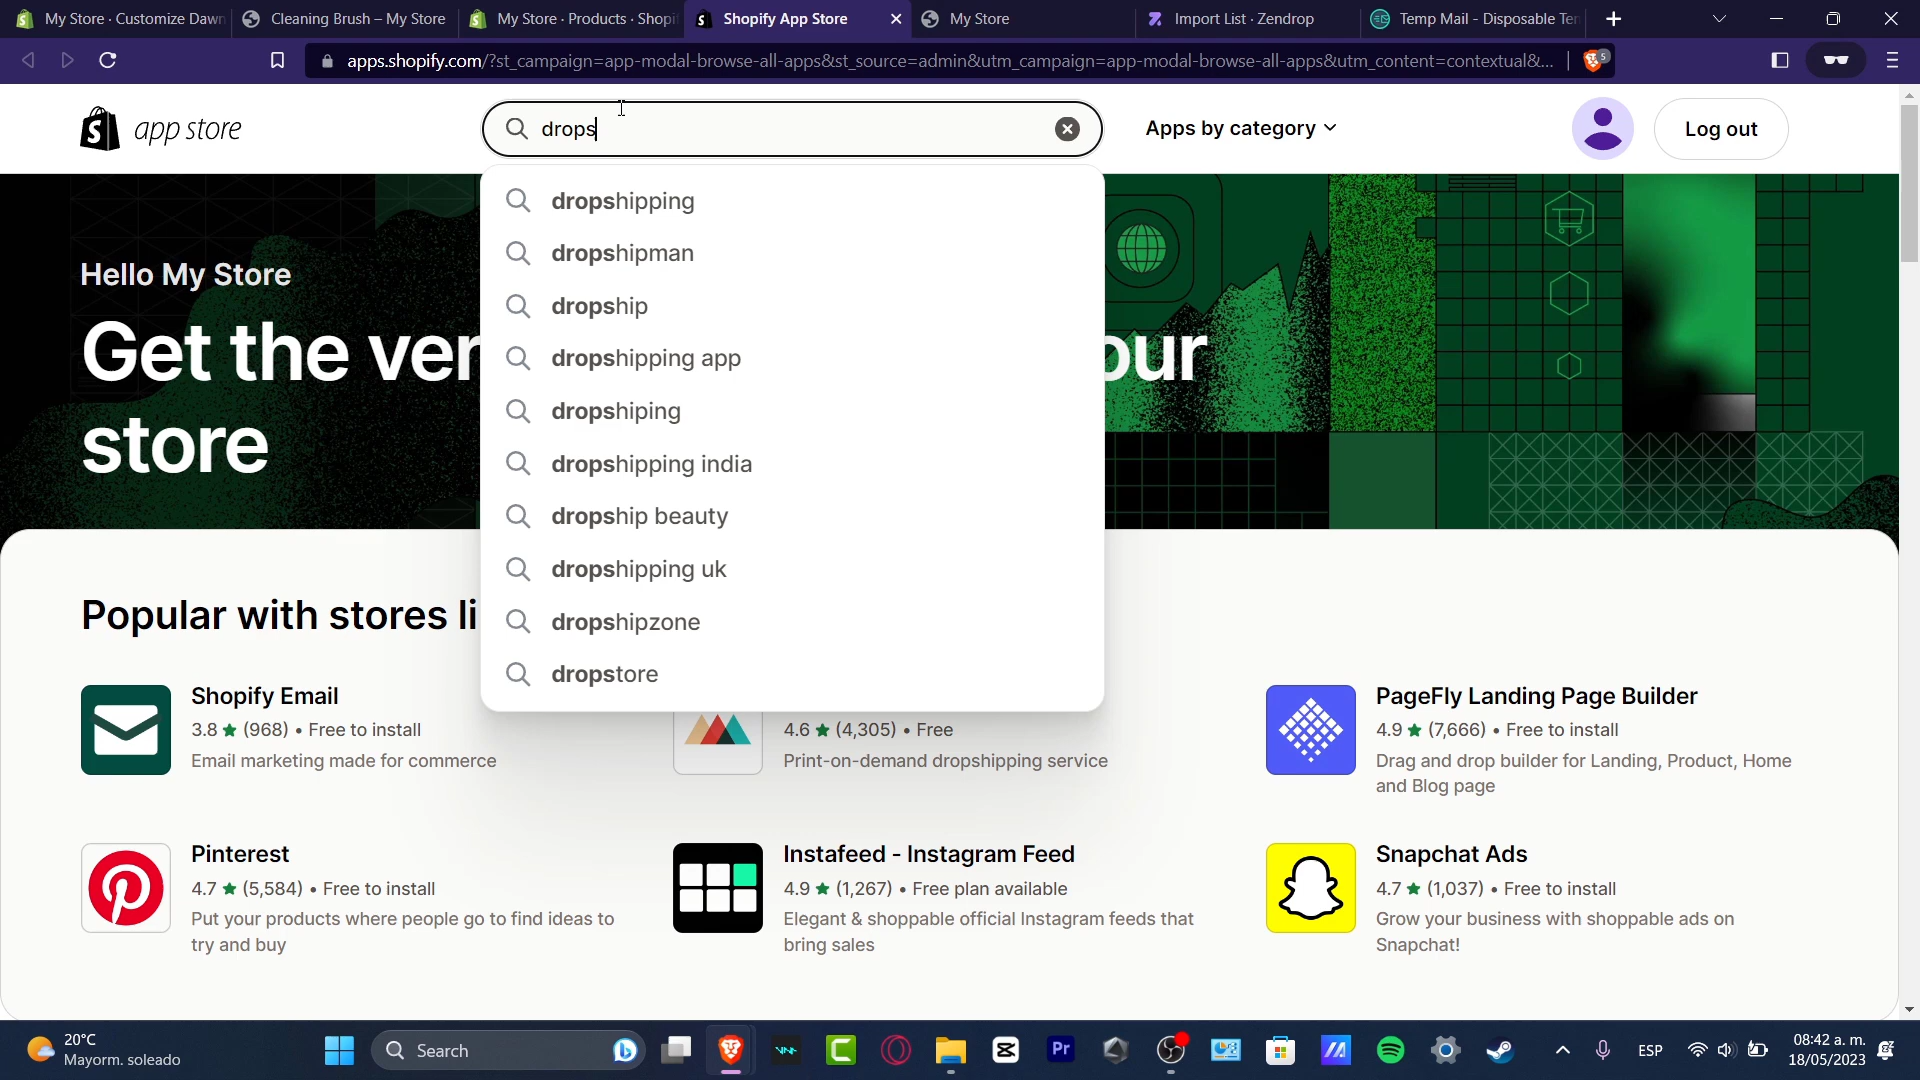 My Store · Customize Dawn
Cleaning Brush – My Store
My Store · Products · Shopif
Shopify App Store
My Store
Import List · Zendrop
Temp Mail - Disposable Ten
apps.shopify.com/?st_campaign=app-modal-browse-all-apps&st_source=admin&utm_campaign=app-modal-browse-all-apps&utm_content=contextual&...
5
app store
drops
Apps by category
Log out
dropshipping
dropshipman
dropship
dropshipping app
dropshiping
dropshipping india
dropship beauty
dropshipping uk
dropshipzone
dropstore
Hello My Store
Get the ver our
store
Popular with stores li
Shopify Email
3.8 ★ (968) • Free to install
Email marketing made for commerce
4.6 ★ (4,305) • Free
Print-on-demand dropshipping service
PageFly Landing Page Builder
4.9 ★ (7,666) • Free to install
Drag and drop builder for Landing, Product, Home
and Blog page
Pinterest
4.7 ★ (5,584) • Free to install
Put your products where people go to find ideas to
try and buy
Instafeed - Instagram Feed
4.9 ★ (1,267) • Free plan available
Elegant & shoppable official Instagram feeds that
bring sales
Snapchat Ads
4.7 ★ (1,037) • Free to install
Grow your business with shoppable ads on
Snapchat!
20°C
Mayorm. soleado
Search
Pr
ESP
08:42 a. m.
18/05/2023